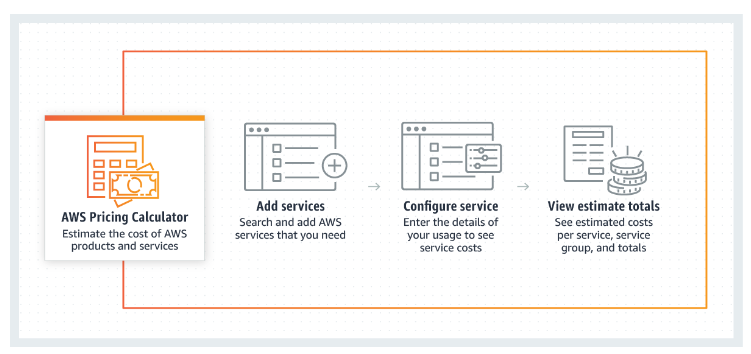 AWS Pricing Calculator
Estimate the cost of AWS
products and services
Add services
Search and add AWS
services that you need
Configure service
Enter the details of
your usage to see
service costs
View estimate totals
See estimated costs
per service, service
group, and totals